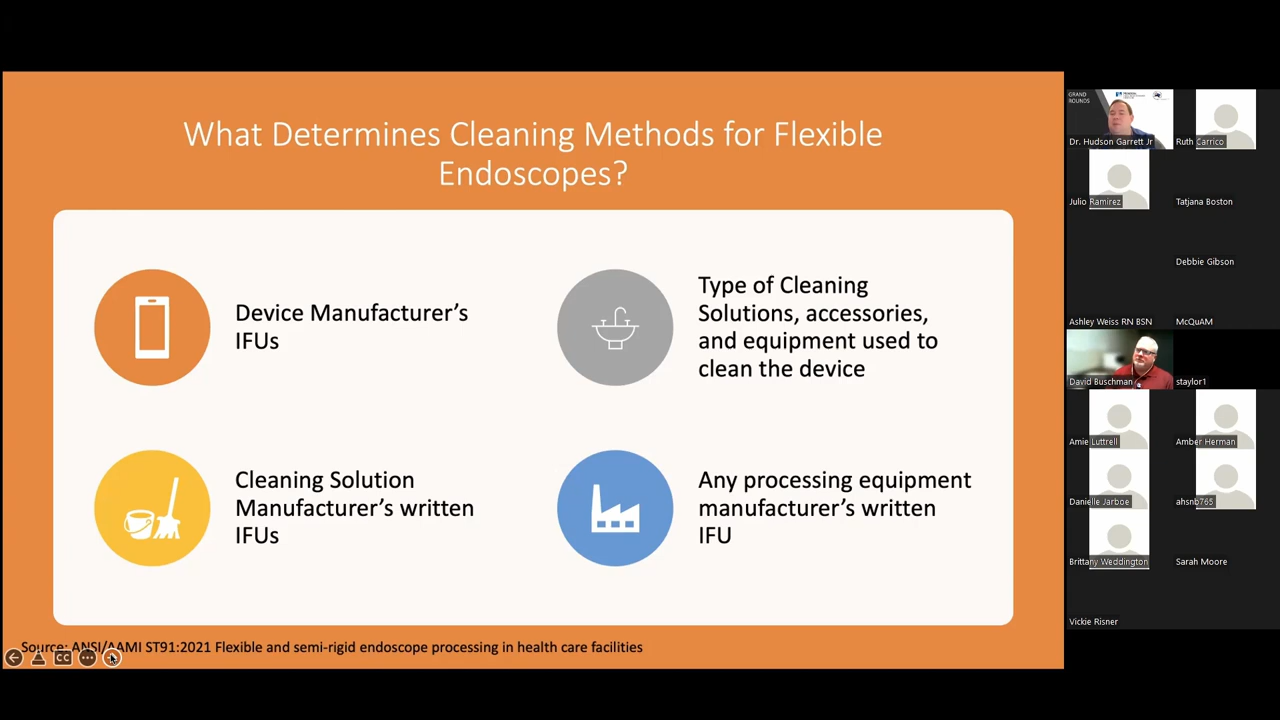 What Determines Cleaning Methods for Flexible
Endoscopes?
Device Manufacturer's
IFUs
Type of Cleaning
Solutions, accessories,
and equipment used to
clean the device
Cleaning Solution
Manufacturer's written
IFUs
Any processing equipment
manufacturer's written
IFU
Source: ANSI/AAMI ST91:2021 Flexible and semi-rigid endoscope processing in health care facilities
CC
GRAND
ROUNDS
Dr. Hudson Garrett Jr
Ruth Carrico
Julio Ramirez
Tatjana Boston
Debbie Gibson
Ashley Weiss RN BSN
McQuAM
David Buschman
staylor1
Amie Luttrell
Amber Herman
Danielle Jarboe
ahsnb765
Brittany Weddington
Sarah Moore
Vickie Risner